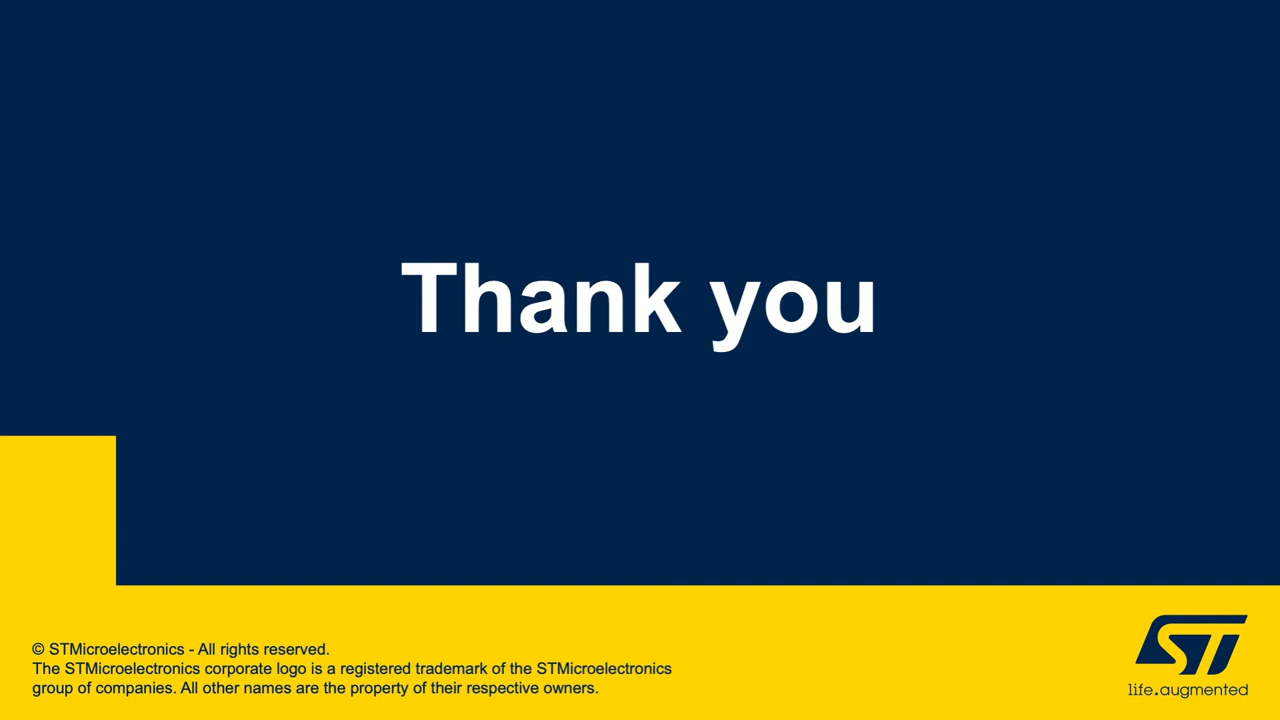 Thank you
© STMicroelectronics - All rights reserved.
The STMicroelectronics corporate logo is a registered trademark of the STMicroelectronics
group of companies. All other names are the property of their respective owners.
ST
life.augmented